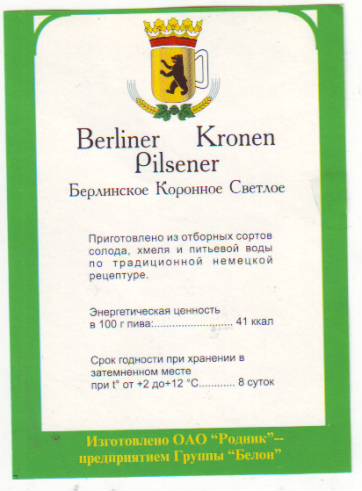 Berliner Kronen
Pilsener
Берлинское Коронное Светлое
Приготовлено из отборных сортов
солода, хмеля и питьевой воды
по традиционной немецкой
рецептуре.
Энергетическая ценность
в 100 г пива:........................... 41 ккал
Срок годности при хранении в
затемненном месте
при t° от +2 до+12 °С............ 8 суток
Изготовлено ОАО “Родник”--
предприятием Группы “Белон”